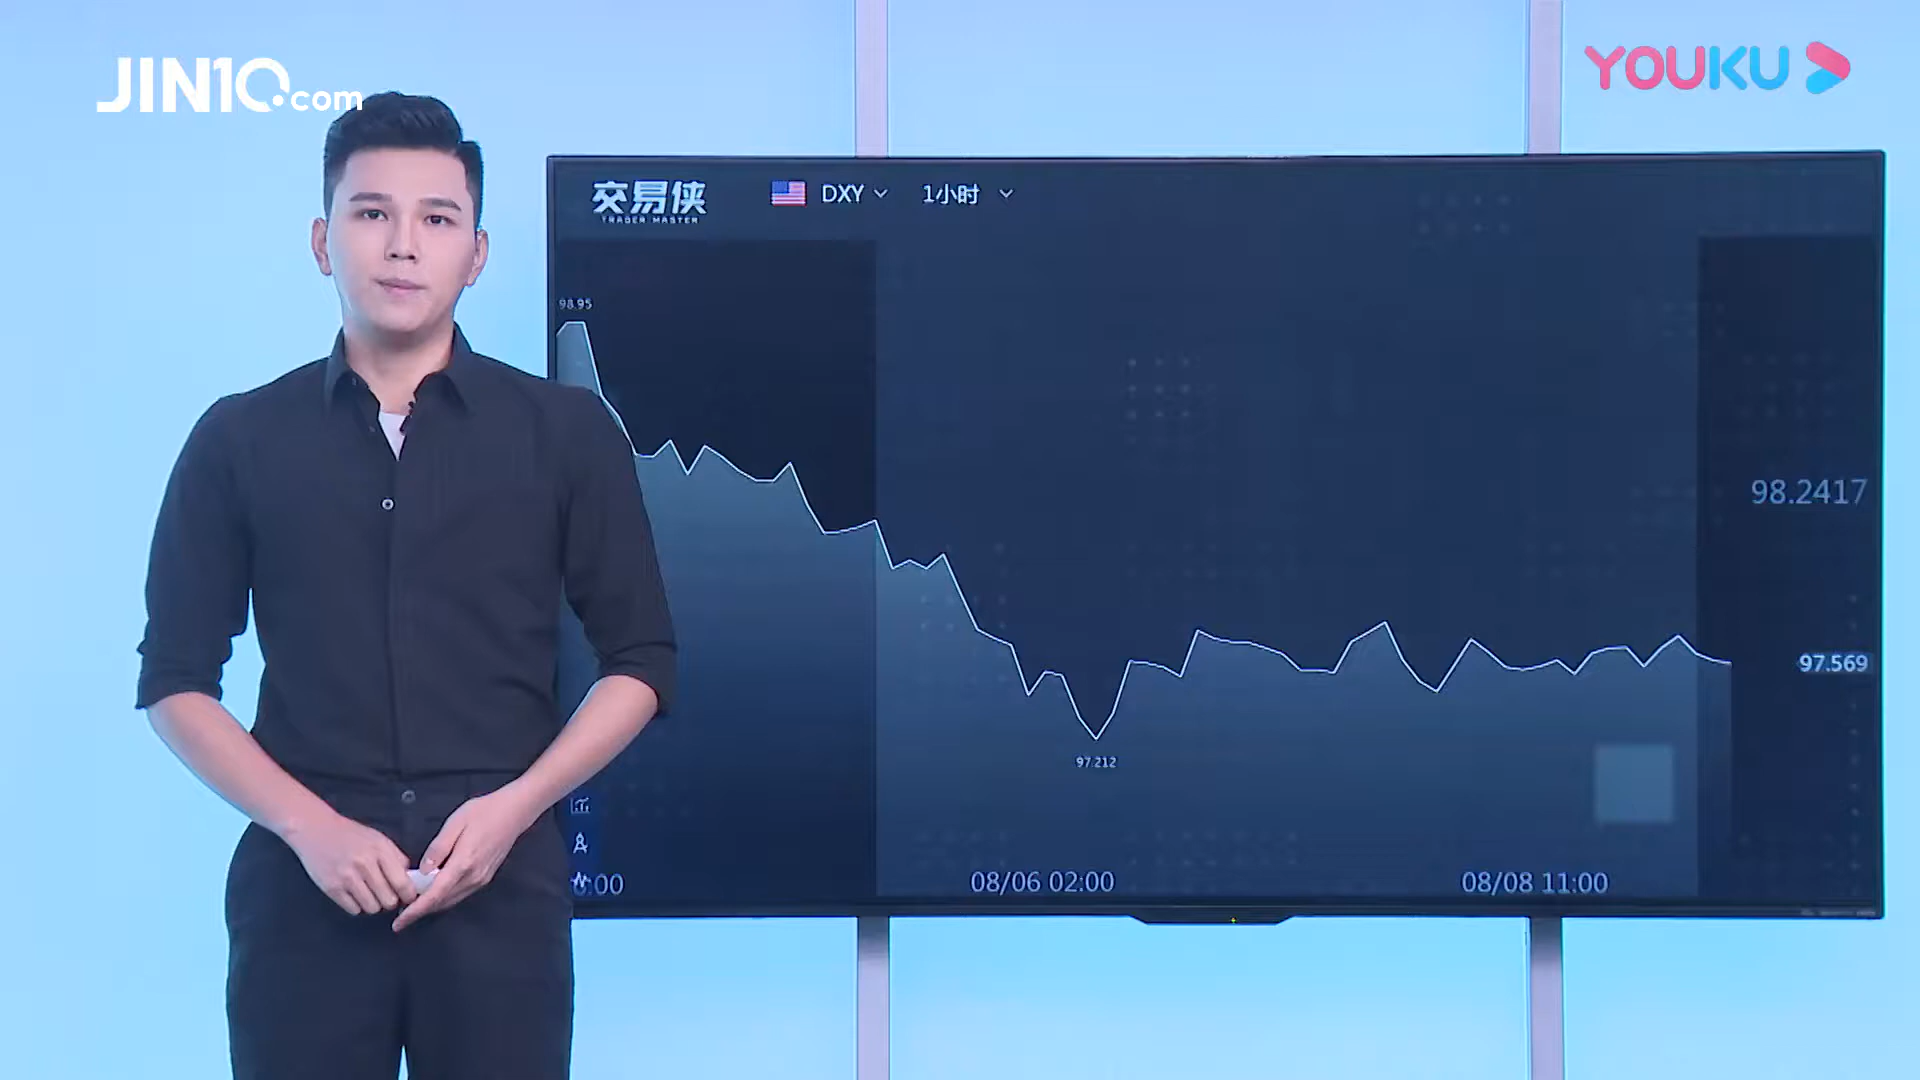 JIN10.com
YOUKU
交易侠
TRADER MASTER
DXY
1小时
98.95
98.2417
97.569
97.212
:00
08/06 02:00
08/08 11:00